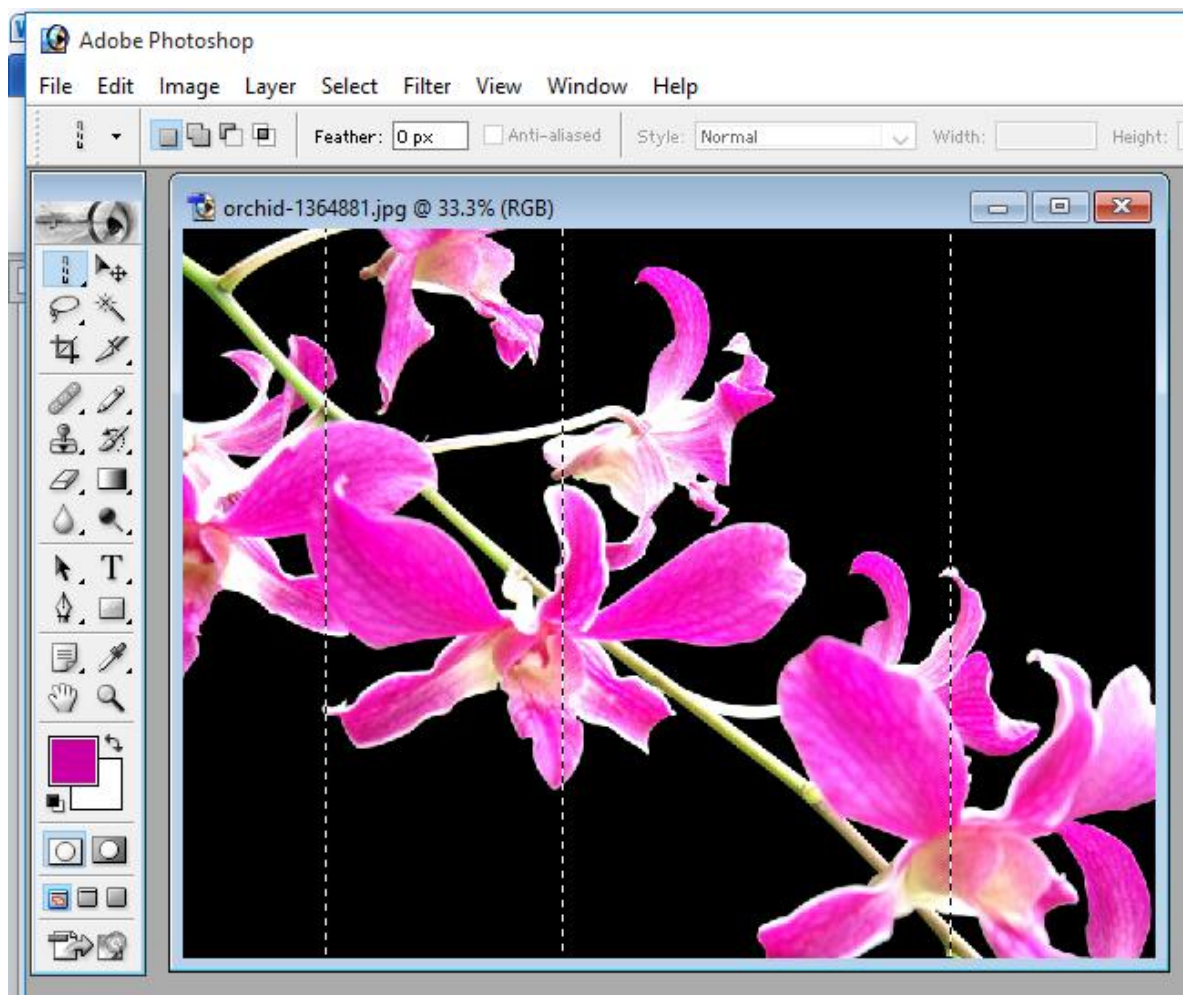 Adobe Photoshop
File Edit Image Layer Select Filter View Window Help
Feather: 0 px Anti-aliased Style: Normal Width: Height:
orchid-1364881.jpg @ 33.3% (RGB)
T